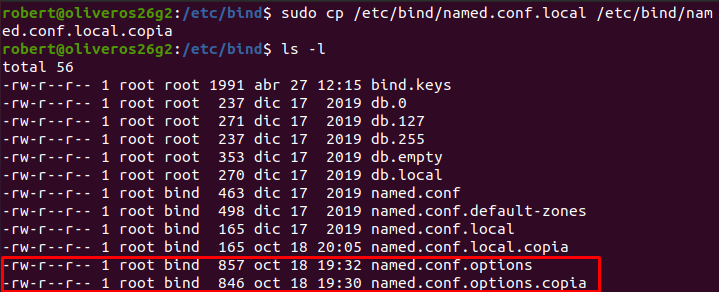 robert@oliveros26g2:/etc/bind$ sudo cp /etc/bind/named.conf.local /etc/bind/nam
ed.conf.local.copia
robert@oliveros26g2:/etc/bind$ ls -l
total 56
-rw-r--r-- 1 root root 1991 abr 27 12:15 bind.keys
-rw-r--r-- 1 root root  237 dic 17  2019 db.0
-rw-r--r-- 1 root root  271 dic 17  2019 db.127
-rw-r--r-- 1 root root  237 dic 17  2019 db.255
-rw-r--r-- 1 root root  353 dic 17  2019 db.empty
-rw-r--r-- 1 root root  270 dic 17  2019 db.local
-rw-r--r-- 1 root bind  463 dic 17  2019 named.conf
-rw-r--r-- 1 root bind  498 dic 17  2019 named.conf.default-zones
-rw-r--r-- 1 root bind  165 dic 17  2019 named.conf.local
-rw-r--r-- 1 root bind  165 oct 18 20:05 named.conf.local.copia
-rw-r--r-- 1 root bind  857 oct 18 19:32 named.conf.options
-rw-r--r-- 1 root bind  846 oct 18 19:30 named.conf.options.copia